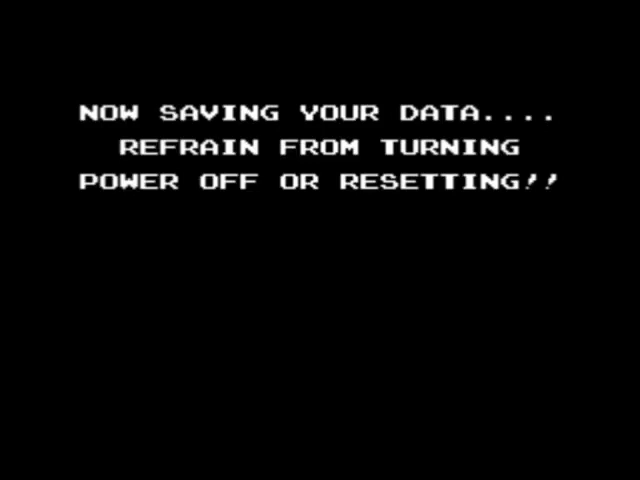 NOW SAVING YOUR DATA....
REFRAIN FROM TURNING
POWER OFF OR RESETTING!!